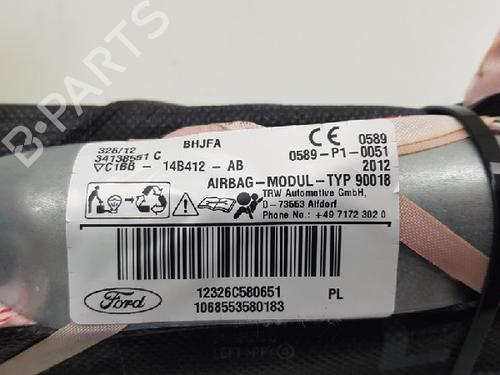 B-PARTS
BHJFA
326/12
34138551 C
C1BB - 14B412 - AB
CE 0589
0589-P1-0051
2012
AIRBAG-MODUL-TYP 90018
TRW Automotive GmbH,
D-73553 Alfdorf
Phone No.: +49 7172 302 0
Ford
12326C580651 PL
1068553580183